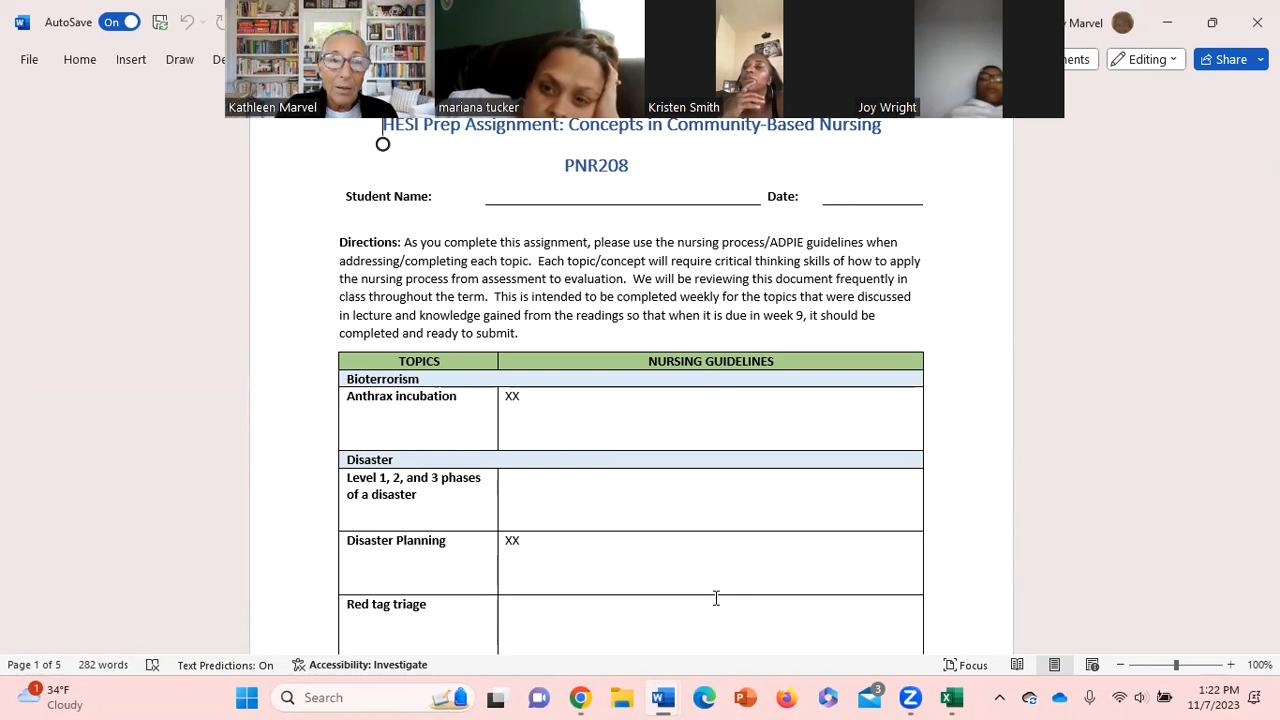 AutoSave On
y Marvel
File Home Insert Draw De
ments Editing Share
Kathleen Marvel mariana tucker Kristen Smith Joy Wright
HESI Prep Assignment: Concepts in Community-Based Nursing
PNR208
Student Name: Date:
Directions: As you complete this assignment, please use the nursing process/ADPIE guidelines when
addressing/completing each topic. Each topic/concept will require critical thinking skills of how to apply
the nursing process from assessment to evaluation. We will be reviewing this document frequently in
class throughout the term. This is intended to be completed weekly for the topics that were discussed
in lecture and knowledge gained from the readings so that when it is due in week 9, it should be
completed and ready to submit.
TOPICS NURSING GUIDELINES
Bioterrorism
Anthrax incubation XX
Disaster
Level 1, 2, and 3 phases
of a disaster
Disaster Planning XX
Red tag triage
Page 1 of 5 282 words Text Predictions: On Accessibility: Investigate Focus 100%
1 34°F
Cloudy
Search
3
1:22 PM
11/7/2023